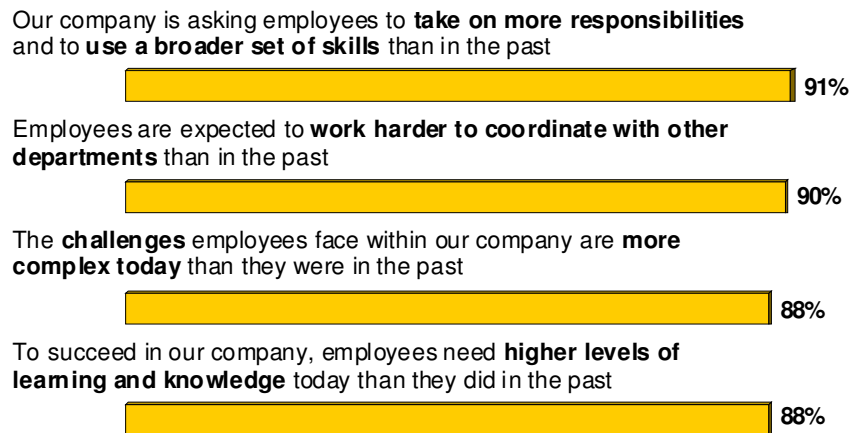 Our company is asking employees to take on more responsibilities
and to use a broader set of skills than in the past
91%
Employees are expected to work harder to coordinate with other
departments than in the past
90%
The challenges employees face within our company are more
complex today than they were in the past
88%
To succeed in our company, employees need higher levels of
learning and knowledge today than they did in the past
88%